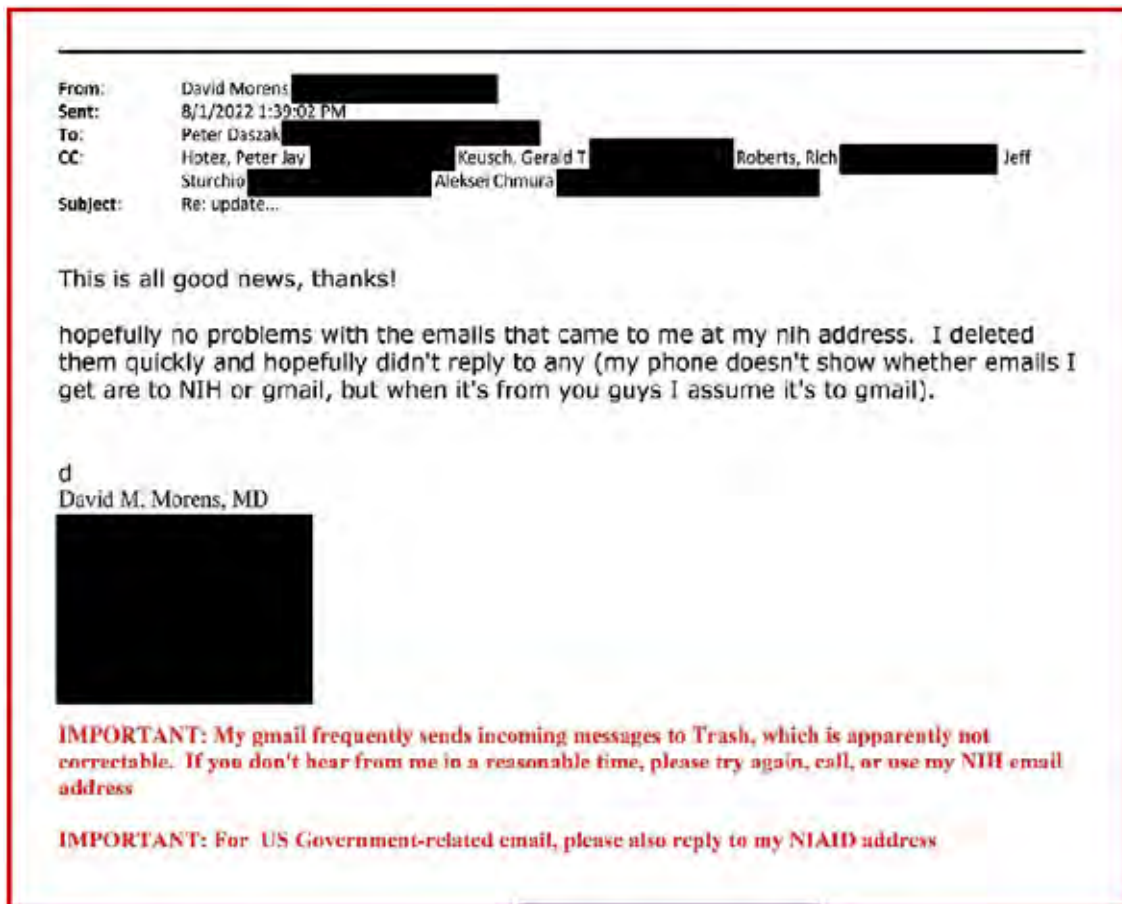 From: David Morens
Sent: 8/1/2022 1:39:02 PM
To: Peter Daszak
CC: Hotez, Peter Jay Keusch, Gerald T Roberts, Rich Jeff
Sturchio Aleksei Chmura
Subject: Re: update...
This is all good news, thanks!
hopefully no problems with the emails that came to me at my nih address. I deleted
them quickly and hopefully didn't reply to any (my phone doesn't show whether emails I
get are to NIH or gmail, but when it's from you guys I assume it's to gmail).
d
David M. Morens, MD
IMPORTANT: My gmail frequently sends incoming messages to Trash, which is apparently not
correctable. If you don't hear from me in a reasonable time, please try again, call, or use my NIH email
address
IMPORTANT: For US Government-related email, please also reply to my NIAID address